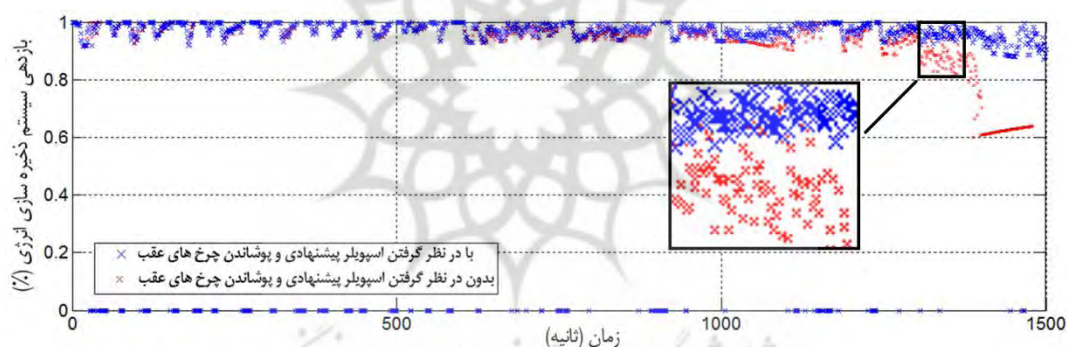 1
0.8
0.6
0.4
0.2
0
بازدهی سیستم ذخیره سازی انرژی (%)
با در نظر گرفتن اسپویلر پیشنهادی و پوشاندن چرخ های عقب
بدون در نظر گرفتن اسپویلر پیشنهادی و پوشاندن چرخ های عقب
0
500
1000
1500
زمان (ثانیه)